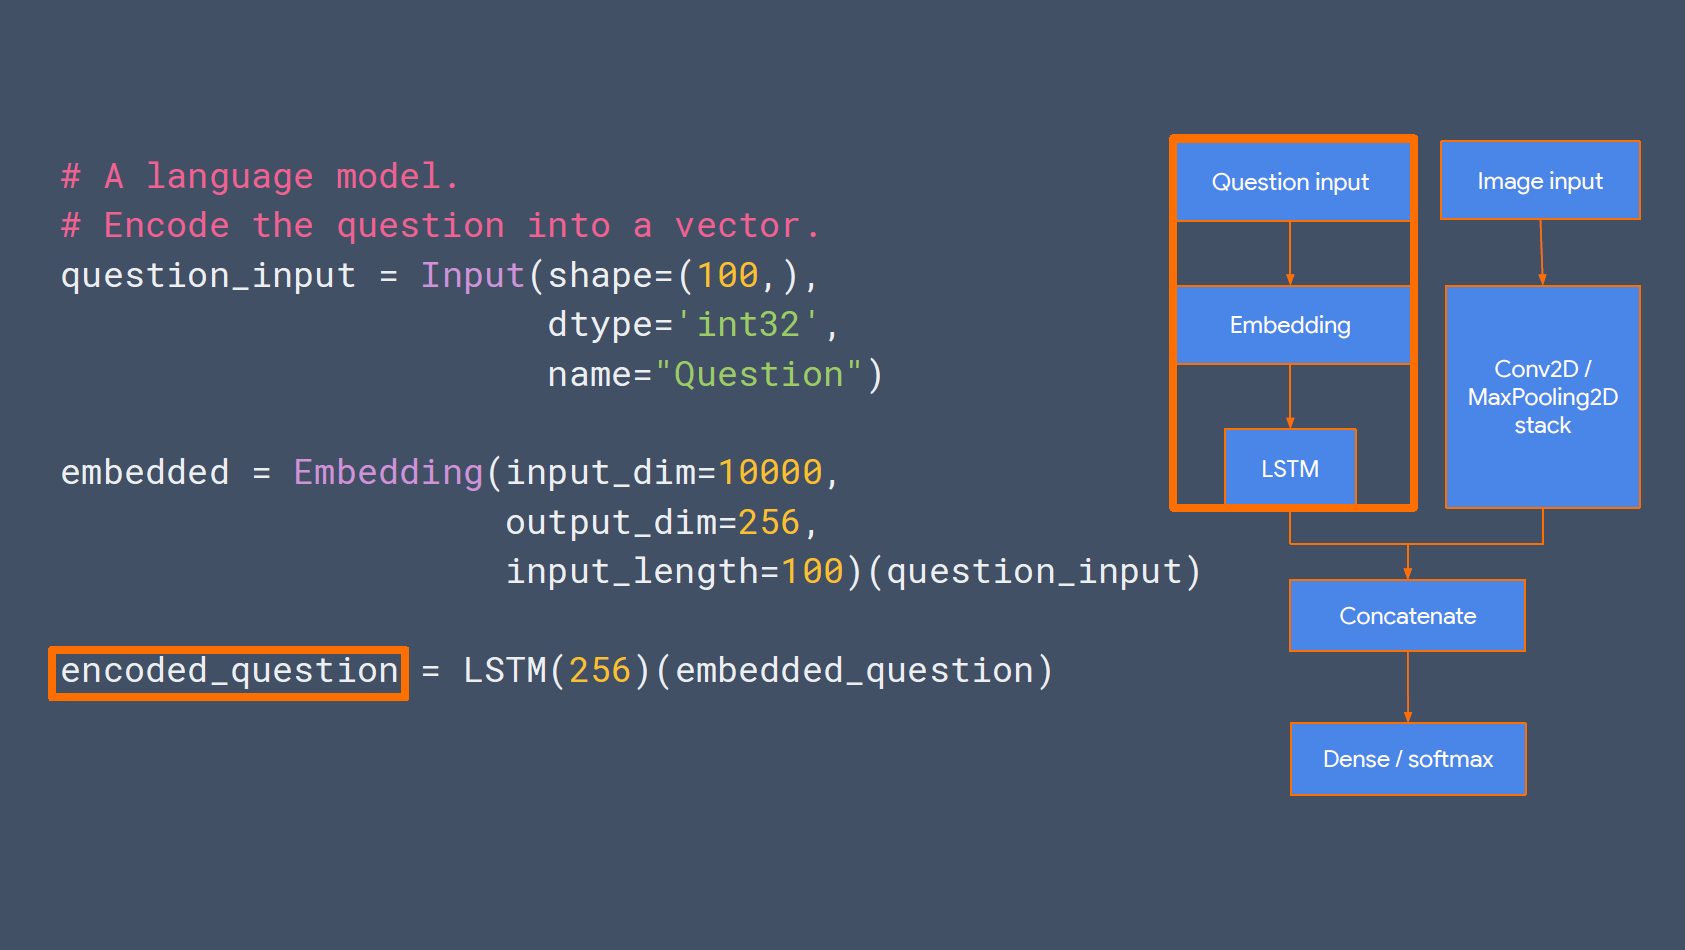 # A language model.
# Encode the question into a vector.
question_input = Input(shape=(100,),
dtype='int32',
name="Question")
embedded = Embedding(input_dim=10000,
output_dim=256,
input_length=100)(question_input)
encoded_question = LSTM(256)(embedded_question)
Question input
Image input
Embedding
Conv2D /
MaxPooling2D
stack
LSTM
Concatenate
Dense / softmax